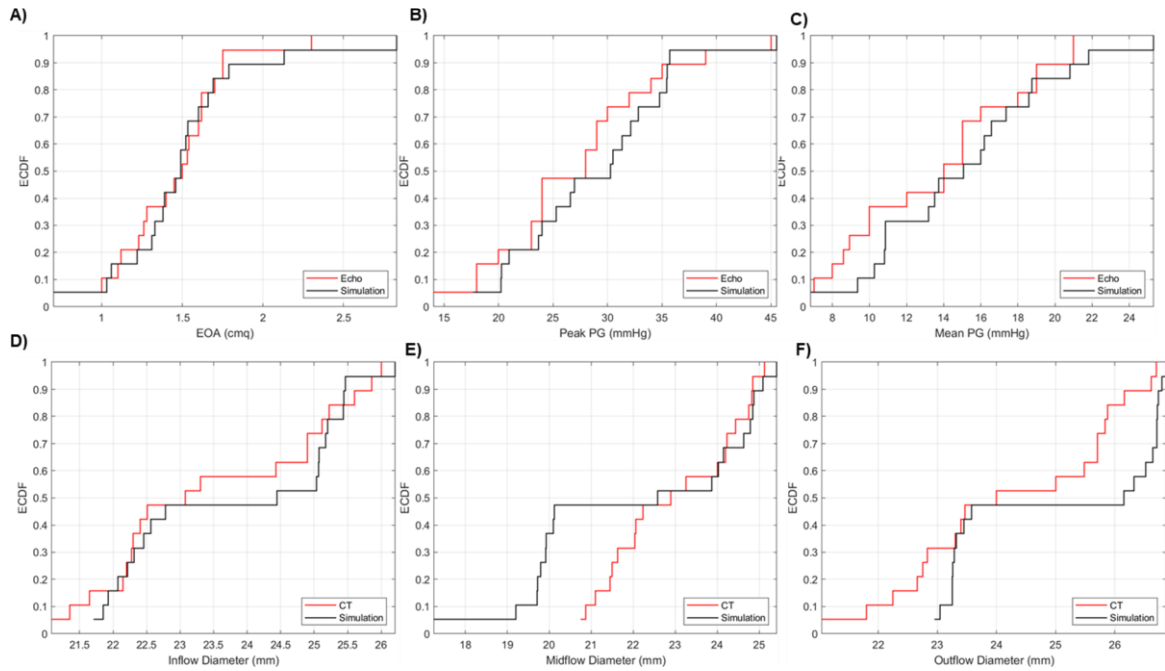 A)
1
0.9
0.8
0.7
0.6
0.5
0.4
0.3
0.2
0.1
0
ECDF
Echo
Simulation
1 1.5 2 2.5
EOA (cmq)
B)
1
0.9
0.8
0.7
0.6
0.5
0.4
0.3
0.2
0.1
0
ECDF
Echo
Simulation
15 20 25 30 35 40 45
Peak PG (mmHg)
C)
1
0.9
0.8
0.7
0.6
0.5
0.4
0.3
0.2
0.1
0
ECDF
Echo
Simulation
8 10 12 14 16 18 20 22 24
Mean PG (mmHg)
D)
1
0.9
0.8
0.7
0.6
0.5
0.4
0.3
0.2
0.1
0
ECDF
CT
Simulation
21.5 22 22.5 23 23.5 24 24.5 25 25.5 26
Inflow Diameter (mm)
E)
1
0.9
0.8
0.7
0.6
0.5
0.4
0.3
0.2
0.1
0
ECDF
CT
Simulation
18 19 20 21 22 23 24 25
Midflow Diameter (mm)
F)
1
0.9
0.8
0.7
0.6
0.5
0.4
0.3
0.2
0.1
0
ECDF
CT
Simulation
22 23 24 25 26
Outflow Diameter (mm)